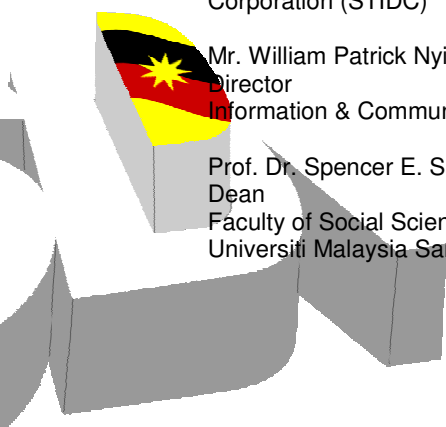 Corporation (STIDC)
Mr. William Patrick Nyi
Director
Information & Commun
Prof. Dr. Spencer E. S
Dean
Faculty of Social Scien
Universiti Malaysia Sa